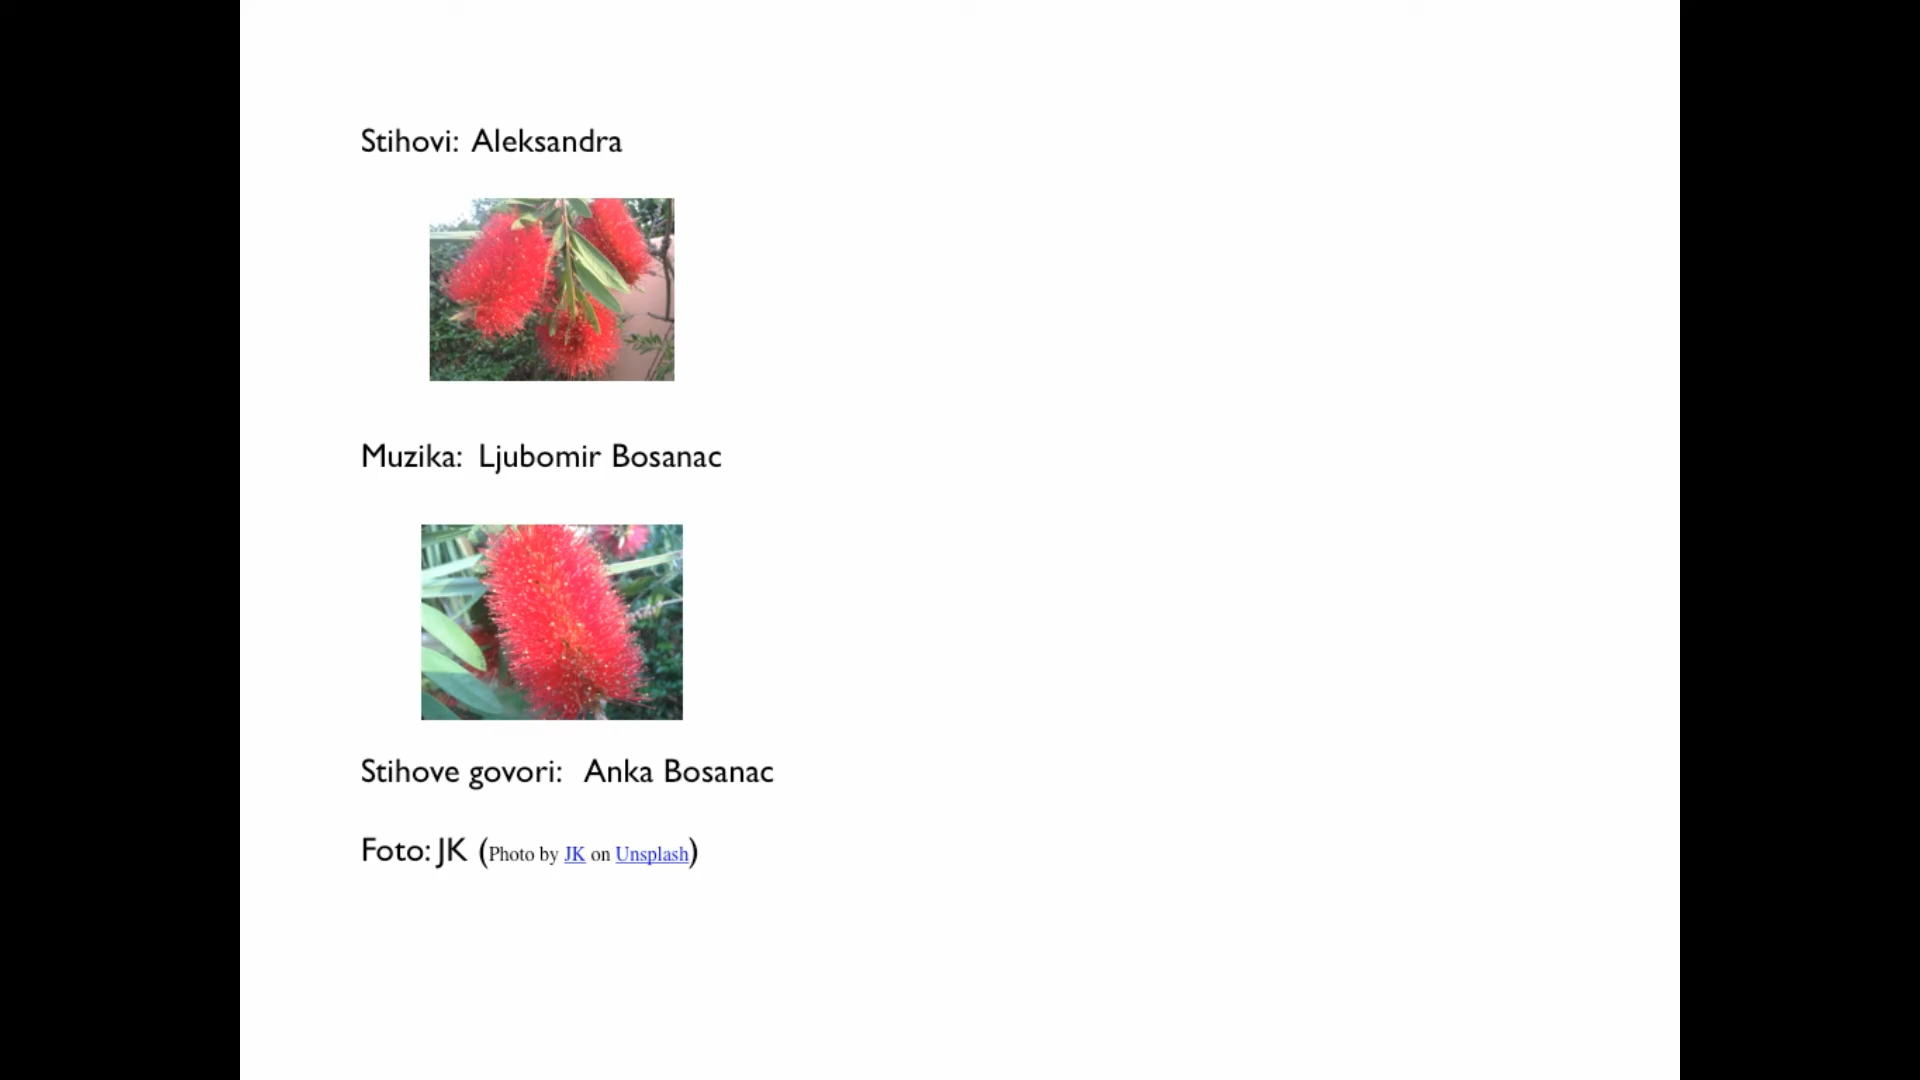 Stihovi: Aleksandra
Muzika: Ljubomir Bosanac
Stihove govori: Anka Bosanac
Foto: JK (Photo by JK on Unsplash)